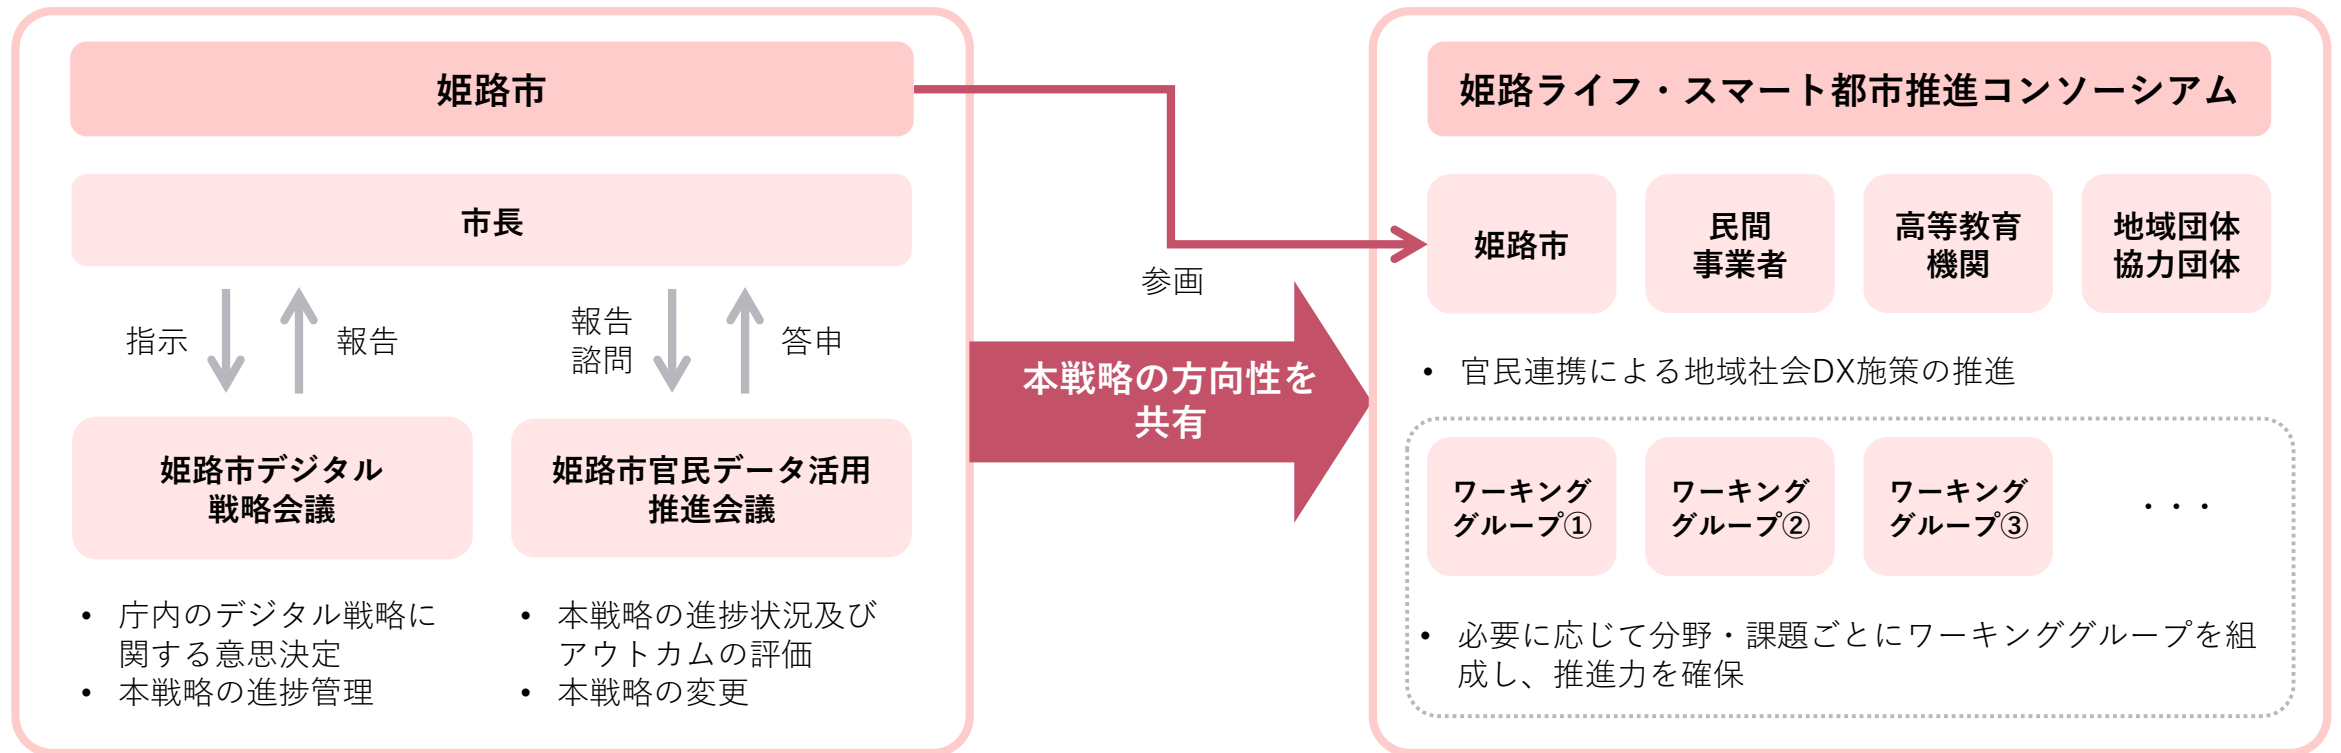 姫路市
市長
指示
報告
報告
諮問
答申
姫路市デジタル
戦略会議
姫路市官民データ活用
推進会議
• 庁内のデジタル戦略に
関する意思決定
• 本戦略の進捗管理
• 本戦略の進捗状況及び
アウトカムの評価
• 本戦略の変更
参画
本戦略の方向性を
共有
姫路ライフ・スマート都市推進コンソーシアム
姫路市
民間
事業者
高等教育
機関
地域団体
協力団体
• 官民連携による地域社会DX施策の推進
ワーキング
グループ①
ワーキング
グループ②
ワーキング
グループ③
・・・
• 必要に応じて分野・課題ごとにワーキンググループを組
成し、推進力を確保